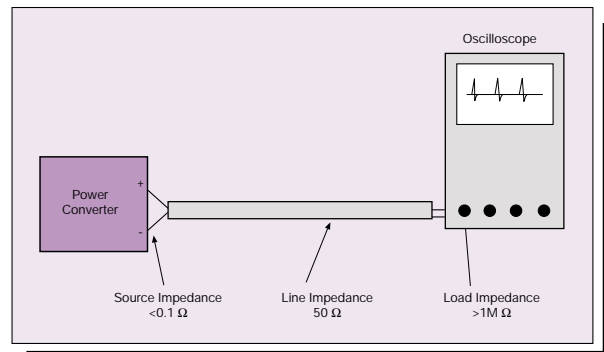 Oscilloscope
+
Power
Converter
-
Source Impedance
<0.1 Ω
Line Impedance
50 Ω
Load Impedance
>1M Ω